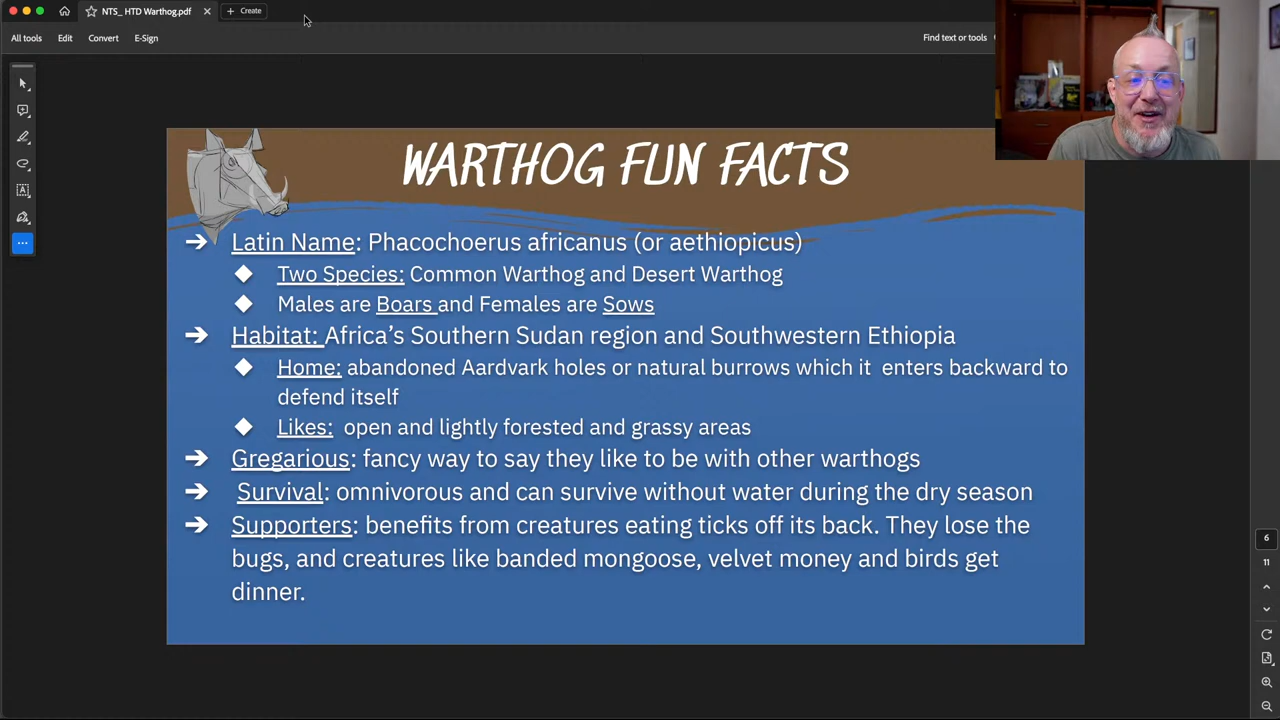 NTS_ HTD Warthog.pdf
Create
All tools
Edit
Convert
E-Sign
Find text or tools
WARTHOG FUN FACTS
Latin Name: Phacochoerus africanus (or aethiopicus)
Two Species: Common Warthog and Desert Warthog
Males are Boars and Females are Sows
Habitat: Africa's Southern Sudan region and Southwestern Ethiopia
Home: abandoned Aardvark holes or natural burrows which it enters backward to
defend itself
Likes: open and lightly forested and grassy areas
Gregarious: fancy way to say they like to be with other warthogs
Survival: omnivorous and can survive without water during the dry season
Supporters: benefits from creatures eating ticks off its back. They lose the
bugs, and creatures like banded mongoose, velvet money and birds get
dinner.
6
11